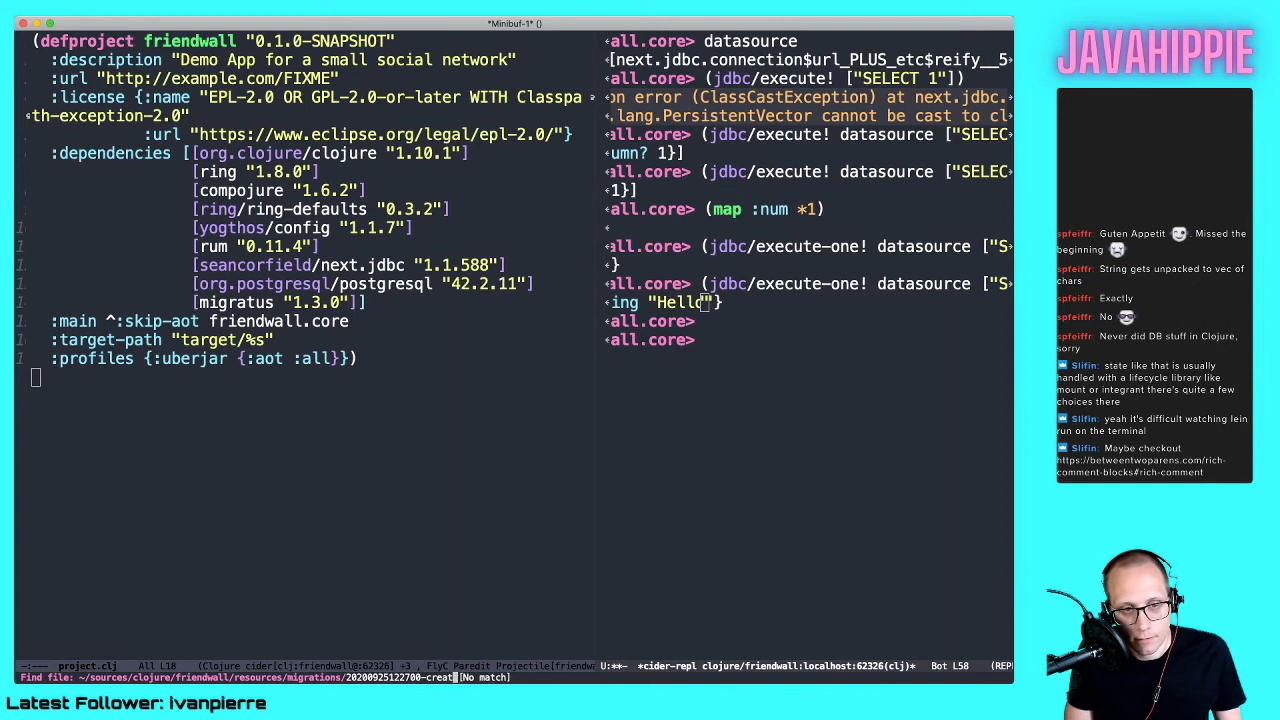 *Minibuf-1* ()
(defproject friendwall "0.1.0-SNAPSHOT"
:description "Demo App for a small social network"
:url "http://example.com/FIXME"
:license {:name "EPL-2.0 OR GPL-2.0-or-later WITH Classpa
th-exception-2.0"
:url "https://www.eclipse.org/legal/epl-2.0/"}
:dependencies [[org.clojure/clojure "1.10.1"]
[ring "1.8.0"]
[compojure "1.6.2"]
[ring/ring-defaults "0.3.2"]
[yogthos/config "1.1.7"]
[rum "0.11.4"]
[seancorfield/next.jdbc "1.1.588"]
[org.postgresql/postgresql "42.2.11"]
[migratus "1.3.0"]]
:main ^:skip-aot friendwall.core
:target-path "target/%s"
:profiles {:uberjar {:aot :all}})
all.core> datasource
[next.jdbc.connection$url_PLUS_etc$reify__5
all.core> (jdbc/execute! ["SELECT 1"])
on error (ClassCastException) at next.jdbc.
.lang.PersistentVector cannot be cast to cl
all.core> (jdbc/execute! datasource ["SELEC
umn? 1}]
all.core> (jdbc/execute! datasource ["SELEC
1}]
all.core> (map :num *1)
all.core> (jdbc/execute-one! datasource ["S
}
all.core> (jdbc/execute-one! datasource ["S
ing "Hello"}
all.core>
all.core>
-:--- project.clj All L18 (Clojure cider[clj:friendwall@:62326] +3 , FlyC Paredit Projectile[friendw
U:**- *cider-repl clojure/friendwall:localhost:62326(clj)* Bot L58 (REP
Find file: ~/sources/clojure/friendwall/resources/migrations/20200925122700-creat[No match]
JAVAHIPPIE
spfeiffr: Guten Appetit . Missed the
beginning
spfeiffr: String gets unpacked to vec of
chars
spfeiffr: Exactly
spfeiffr: No
spfeiffr: Never did DB stuff in Clojure,
sorry
Slifin: state like that is usually
handled with a lifecycle library like
mount or integrant there's quite a few
choices there
Slifin: yeah it's difficult watching lein
run on the terminal
Slifin: Maybe checkout
https://betweentwoparens.com/rich-
comment-blocks#rich-comment
Latest Follower: ivanpierre